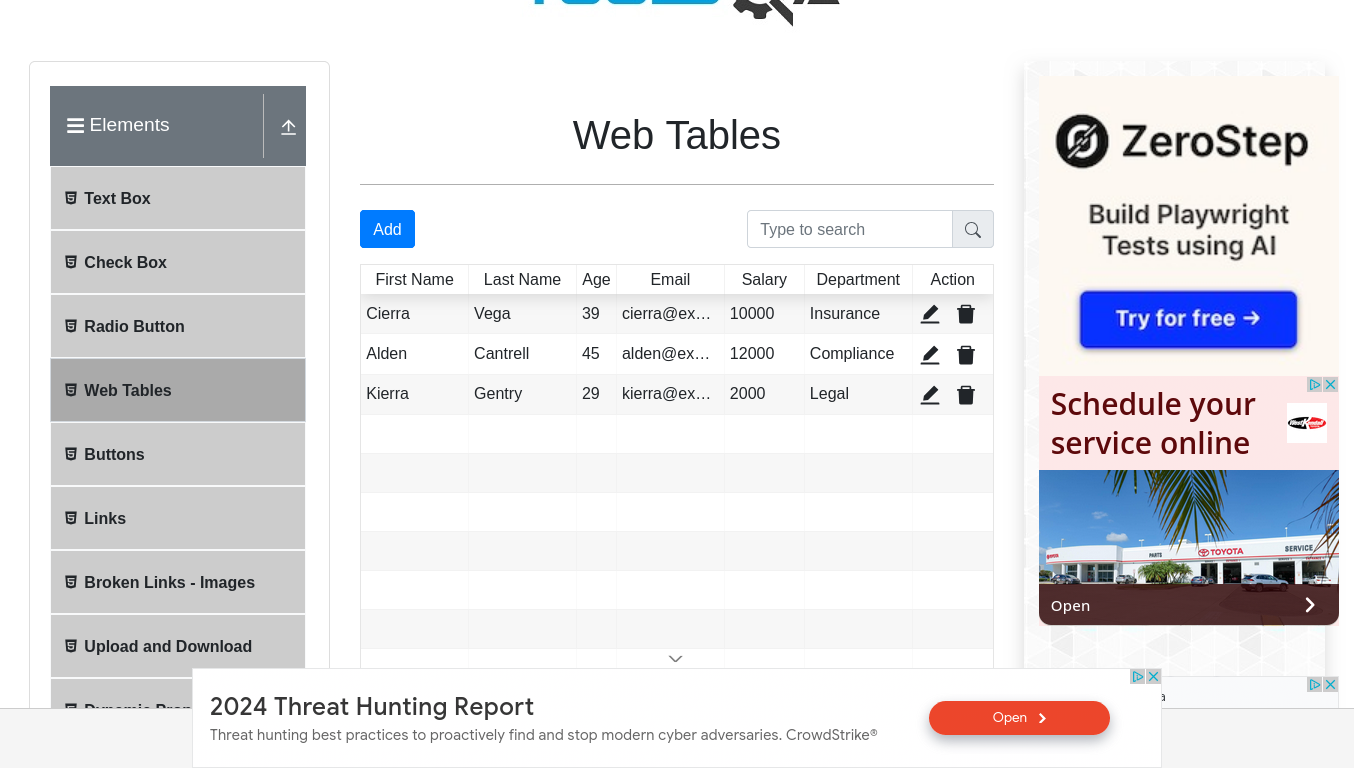 Elements
Text Box
Check Box
Radio Button
Web Tables
Buttons
Links
Broken Links - Images
Upload and Download
Web Tables
Add
Type to search
First Name Last Name Age Email Salary Department Action
Cierra Vega 39 cierra@ex… 10000 Insurance
Alden Cantrell 45 alden@ex… 12000 Compliance
Kierra Gentry 29 kierra@ex… 2000 Legal
ZeroStep
Build Playwright
Tests using AI
Try for free →
Schedule your
service online
PARTS TOYOTA SERVICE
Open
2024 Threat Hunting Report
Threat hunting best practices to proactively find and stop modern cyber adversaries. CrowdStrike®
Open